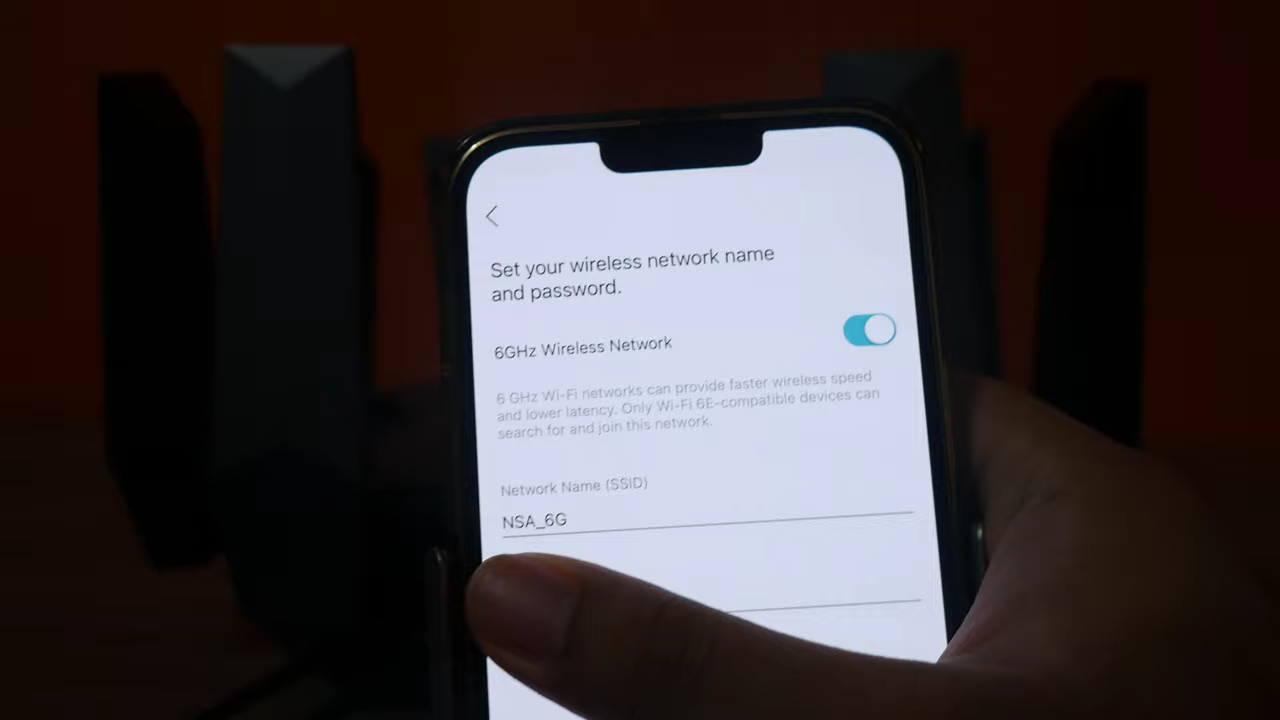 Set your wireless network name
and password.
6GHz Wireless Network
6 GHz Wi-Fi networks can provide faster wireless speed
and lower latency. Only Wi-Fi 6E-compatible devices can
search for and join this network.
Network Name (SSID)
NSA_6G